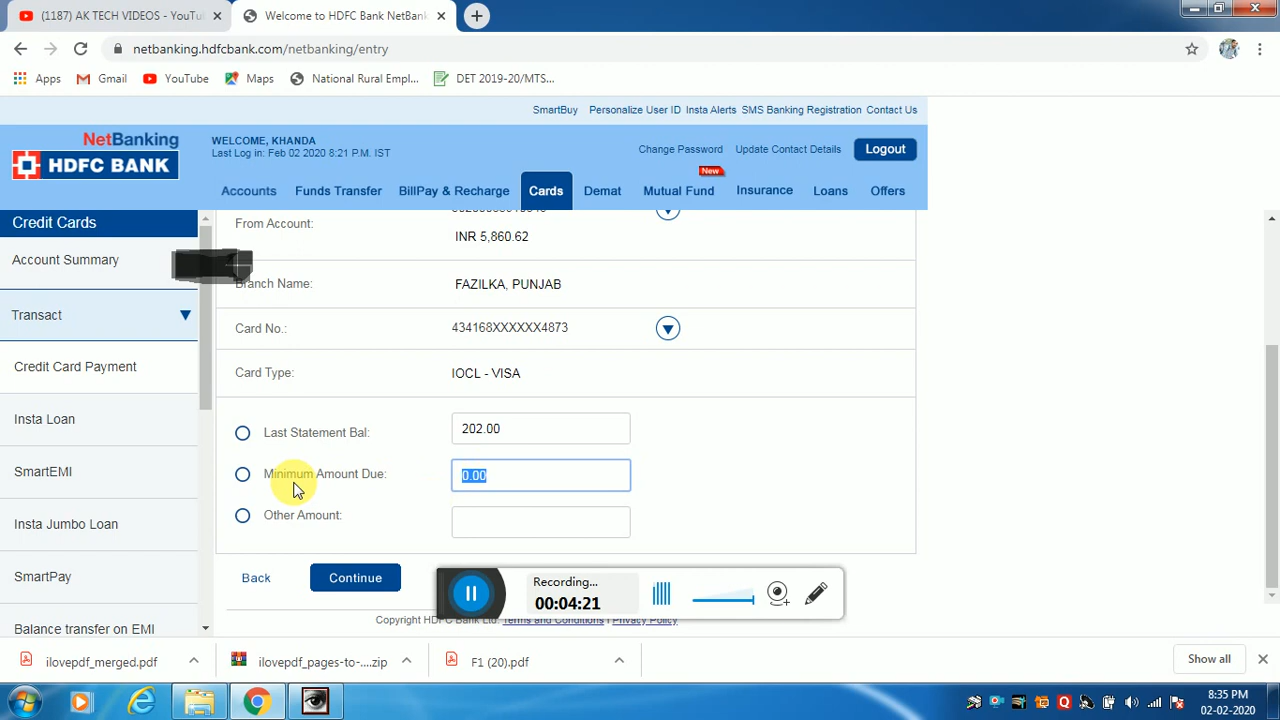 (1187) AK TECH VIDEOS - YouTu
Welcome to HDFC Bank NetBank
netbanking.hdfcbank.com/netbanking/entry
Apps
Gmail
YouTube
Maps
National Rural Empl...
DET 2019-20/MTS...
SmartBuy
Personalize User ID
Insta Alerts
SMS Banking Registration
Contact Us
NetBanking
HDFC BANK
WELCOME, KHANDA
Last Log in: Feb 02 2020 8:21 P.M. IST
Change Password
Update Contact Details
Logout
New
Accounts
Funds Transfer
BillPay & Recharge
Cards
Demat
Mutual Fund
Insurance
Loans
Offers
Credit Cards
Account Summary
Transact
Credit Card Payment
Insta Loan
SmartEMI
Insta Jumbo Loan
SmartPay
Balance transfer on EMI
From Account:
INR 5,860.62
Branch Name:
FAZILKA, PUNJAB
Card No.:
434168XXXXXX4873
Card Type:
IOCL - VISA
Last Statement Bal:
202.00
Minimum Amount Due:
0.00
Other Amount:
Back
Continue
Recording...
00:04:21
Copyright HDFC Bank Ltd. Terms and Conditions | Privacy Policy
ilovepdf_merged.pdf
ilovepdf_pages-to-....zip
F1 (20).pdf
Show all
8:35 PM
02-02-2020